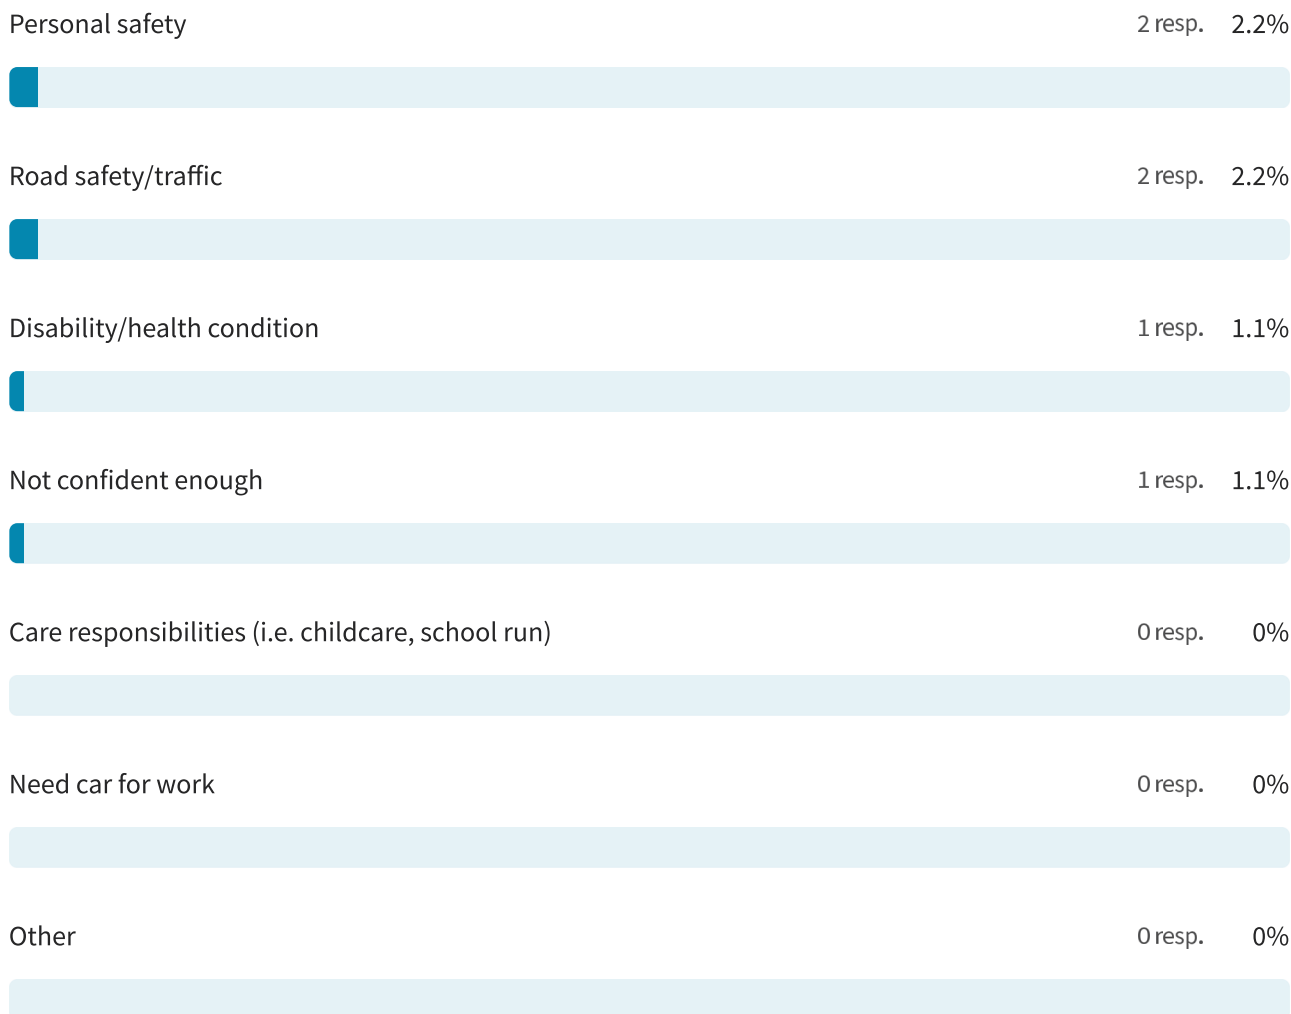 Personal safety 2 resp. 2.2%
Road safety/traffic 2 resp. 2.2%
Disability/health condition 1 resp. 1.1%
Not confident enough 1 resp. 1.1%
Care responsibilities (i.e. childcare, school run) 0 resp. 0%
Need car for work 0 resp. 0%
Other 0 resp. 0%